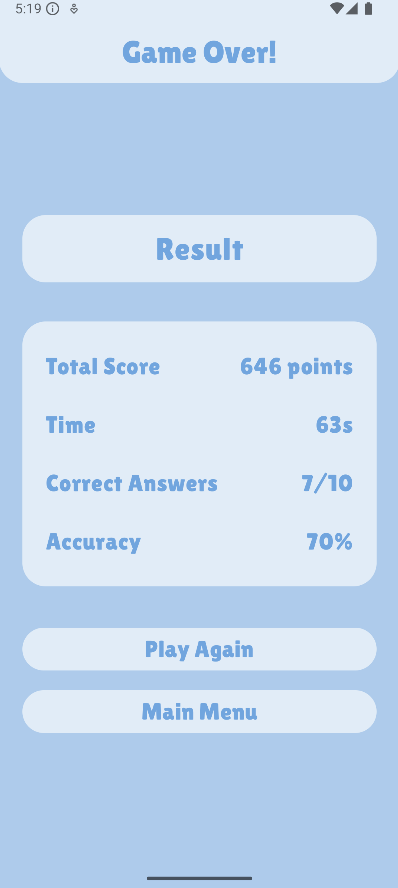 5:19
Game Over!
Result
Total Score 646 points
Time 63s
Correct Answers 7/10
Accuracy 70%
Play Again
Main Menu